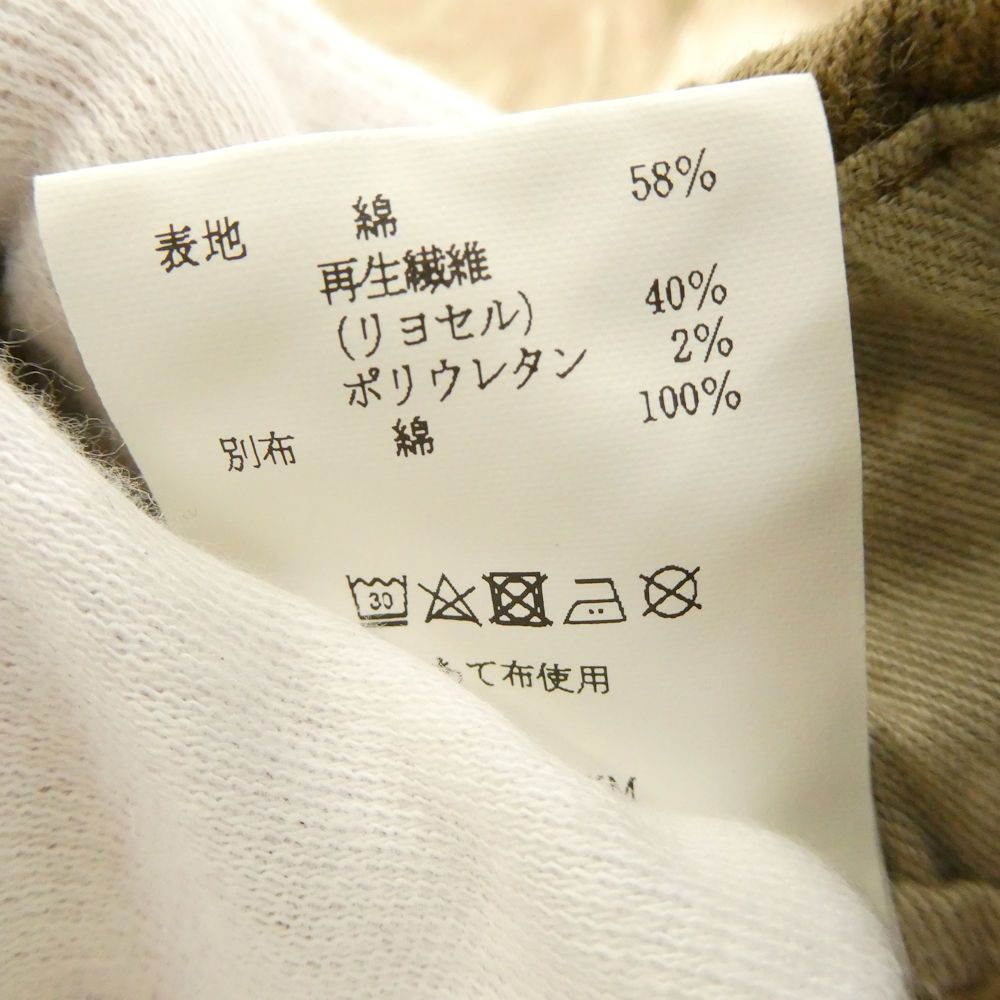 表地 綿 58%
再生繊維
(リヨセル) 40%
ポリウレタン 2%
別布 綿 100%
30
て布使用